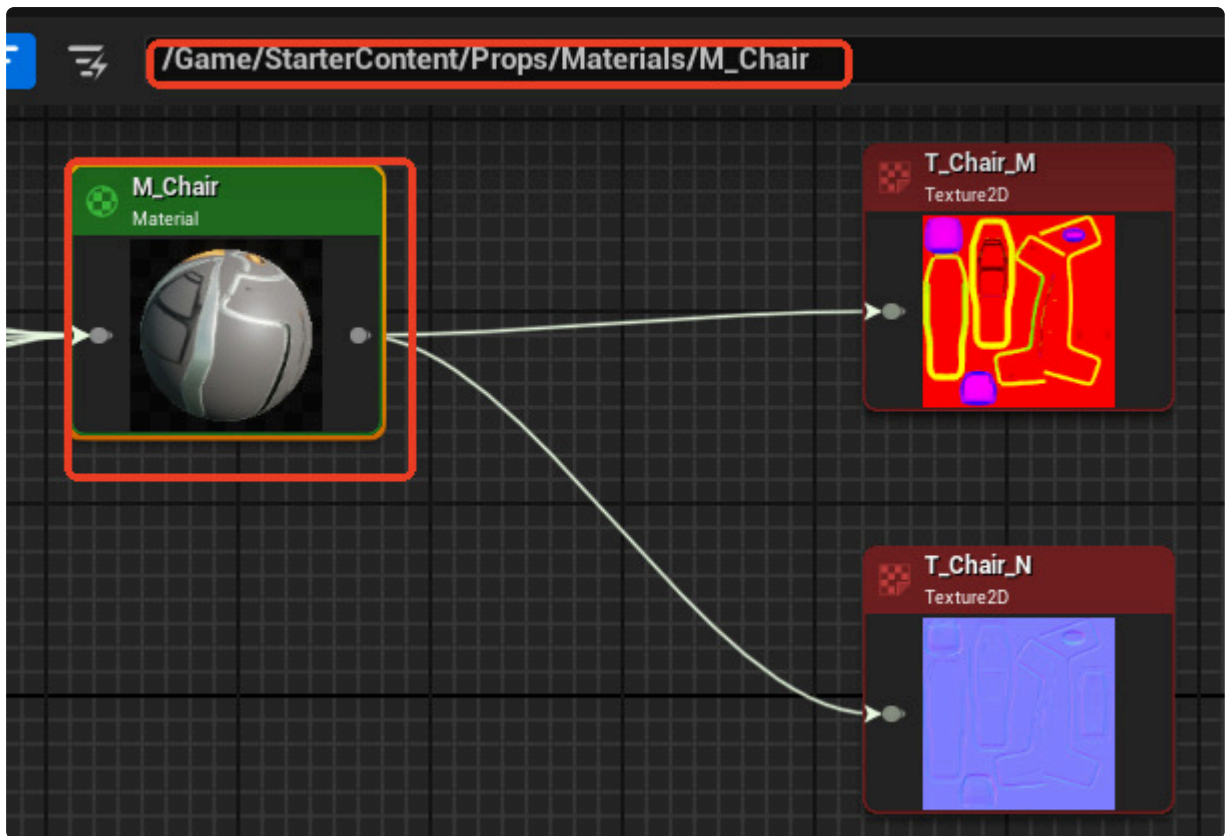 /Game/StarterContent/Props/Materials/M_Chair
M_Chair
Material
T_Chair_M
Texture2D
T_Chair_N
Texture2D